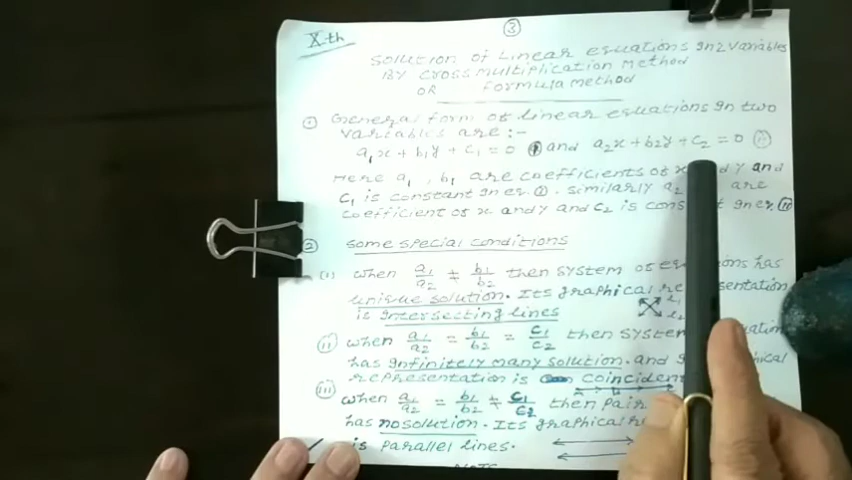 X-th
③
Solution of Linear equations in 2 variables
By cross multiplication method
OR Formula method
① General form of linear equations in two
variables are :-
a₁x + b₁y + c₁ = 0 ① and a₂x + b₂y + c₂ = 0 (ii)
Here a₁, b₁ are coefficients of x and y and
c₁ is constant in eq. ①. similarly a₂ are
coefficient of x and y and c₂ is in eq. (ii)
② Some special conditions
(i) when a₁/a₂ ≠ b₁/b₂ then system of has
unique solution. Its graphical
is intersecting lines
l₁
l₂
(ii) when a₁/a₂ = b₁/b₂ = c₁/c₂ then
has infinitely many solution. and
representation is coincident
(iii) when a₁/a₂ = b₁/b₂ ≠ c₁/c₂ then
has no solution. Its graphical
is parallel lines.